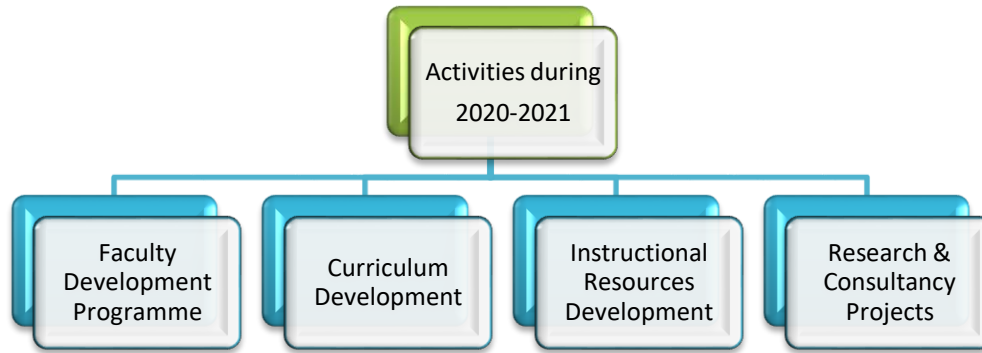 Activities during
2020-2021
Faculty
Development
Programme
Curriculum
Development
Instructional
Resources
Development
Research &
Consultancy
Projects